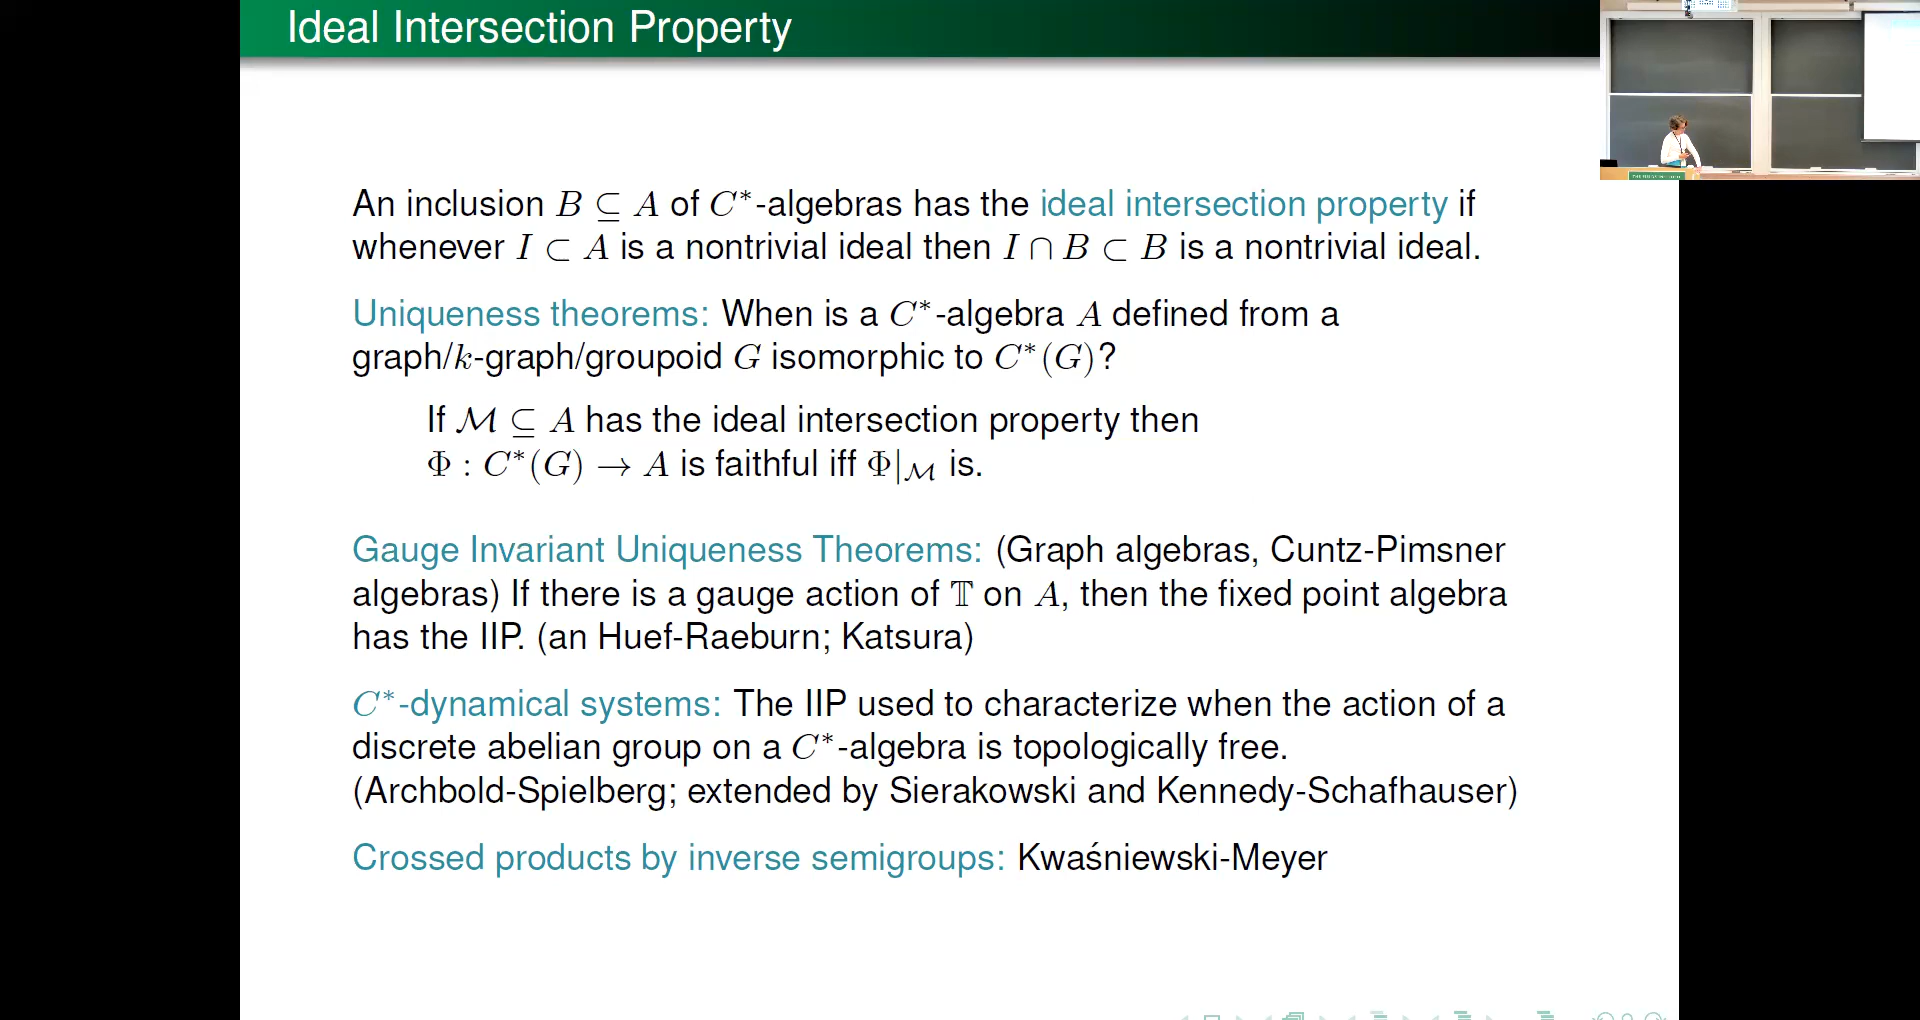 Ideal Intersection Property
An inclusion B ⊆ A of C*-algebras has the ideal intersection property if
whenever I ⊂ A is a nontrivial ideal then I ∩ B ⊂ B is a nontrivial ideal.
Uniqueness theorems: When is a C*-algebra A defined from a
graph/k-graph/groupoid G isomorphic to C*(G)?
If ℳ ⊆ A has the ideal intersection property then
Φ : C*(G) → A is faithful iff Φ|ℳ is.
Gauge Invariant Uniqueness Theorems: (Graph algebras, Cuntz-Pimsner
algebras) If there is a gauge action of 𝕋 on A, then the fixed point algebra
has the IIP. (an Huef-Raeburn; Katsura)
C*-dynamical systems: The IIP used to characterize when the action of a
discrete abelian group on a C*-algebra is topologically free.
(Archbold-Spielberg; extended by Sierakowski and Kennedy-Schafhauser)
Crossed products by inverse semigroups: Kwaśniewski-Meyer